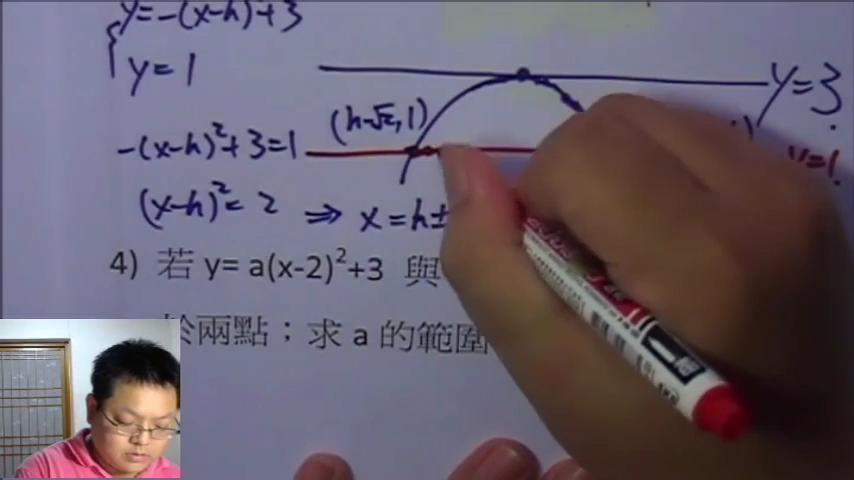 y=-(x-h)²+3
y=1
y=3
(h-√2,1)
-(x-h)²+3=1
y=1
(x-h)²=2 ⇒ x=h±
4) 若 y= a(x-2)²+3 與
於兩點；求 a 的範圍